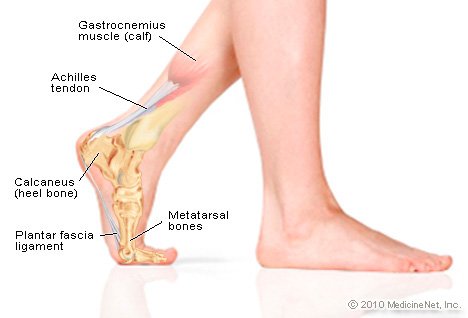 Gastrocnemius
muscle (calf)
Achilles
tendon
Calcaneus
(heel bone)
Plantar fascia
ligament
Metatarsal
bones
© 2010 MedicineNet, Inc.